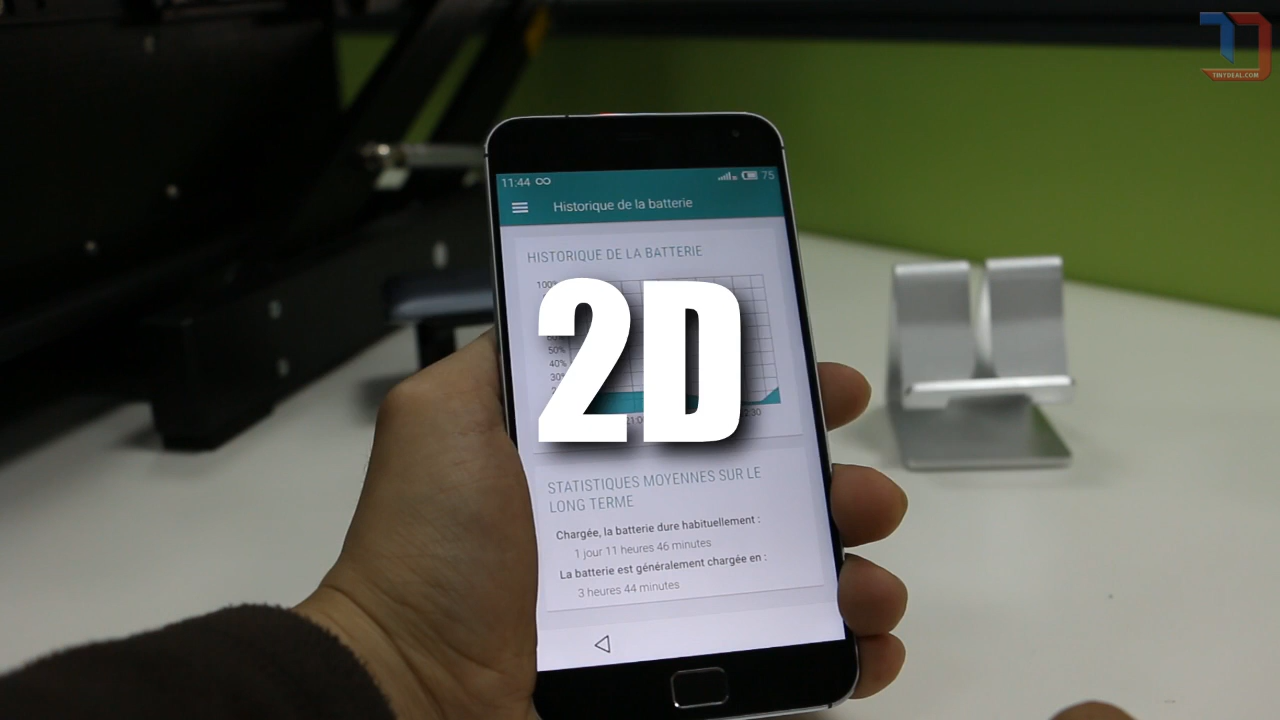 TINYDEAL.COM
11:44
75
Historique de la batterie
HISTORIQUE DE LA BATTERIE
100%
2D
50%
40%
30%
STATISTIQUES MOYENNES SUR LE
LONG TERME
Chargée, la batterie dure habituellement :
1 jour 11 heures 46 minutes
La batterie est généralement chargée en :
3 heures 44 minutes